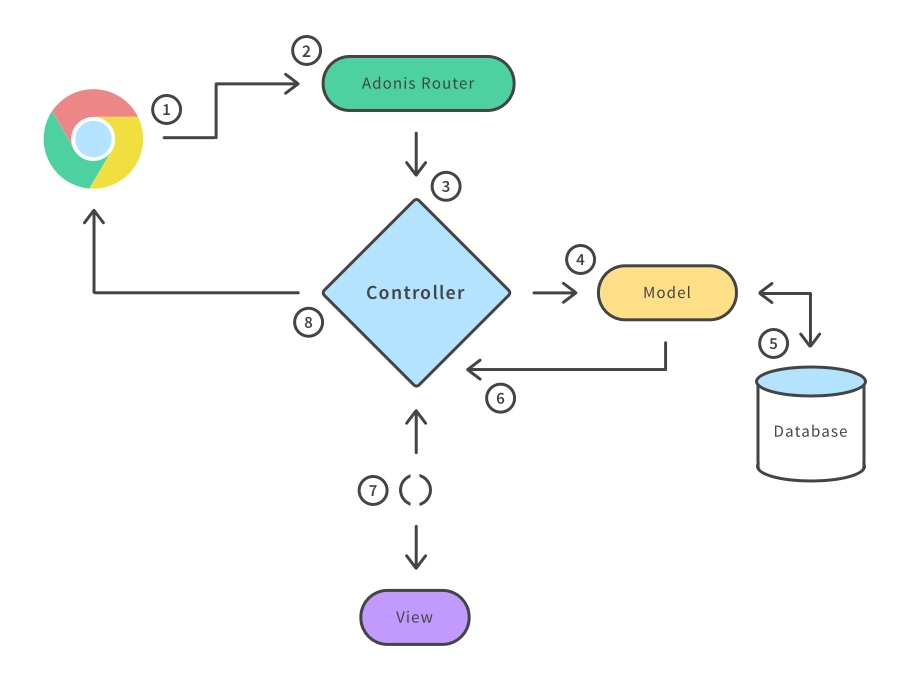 2
Adonis Router
1
3
4
Controller
Model
8
5
6
Database
7
View